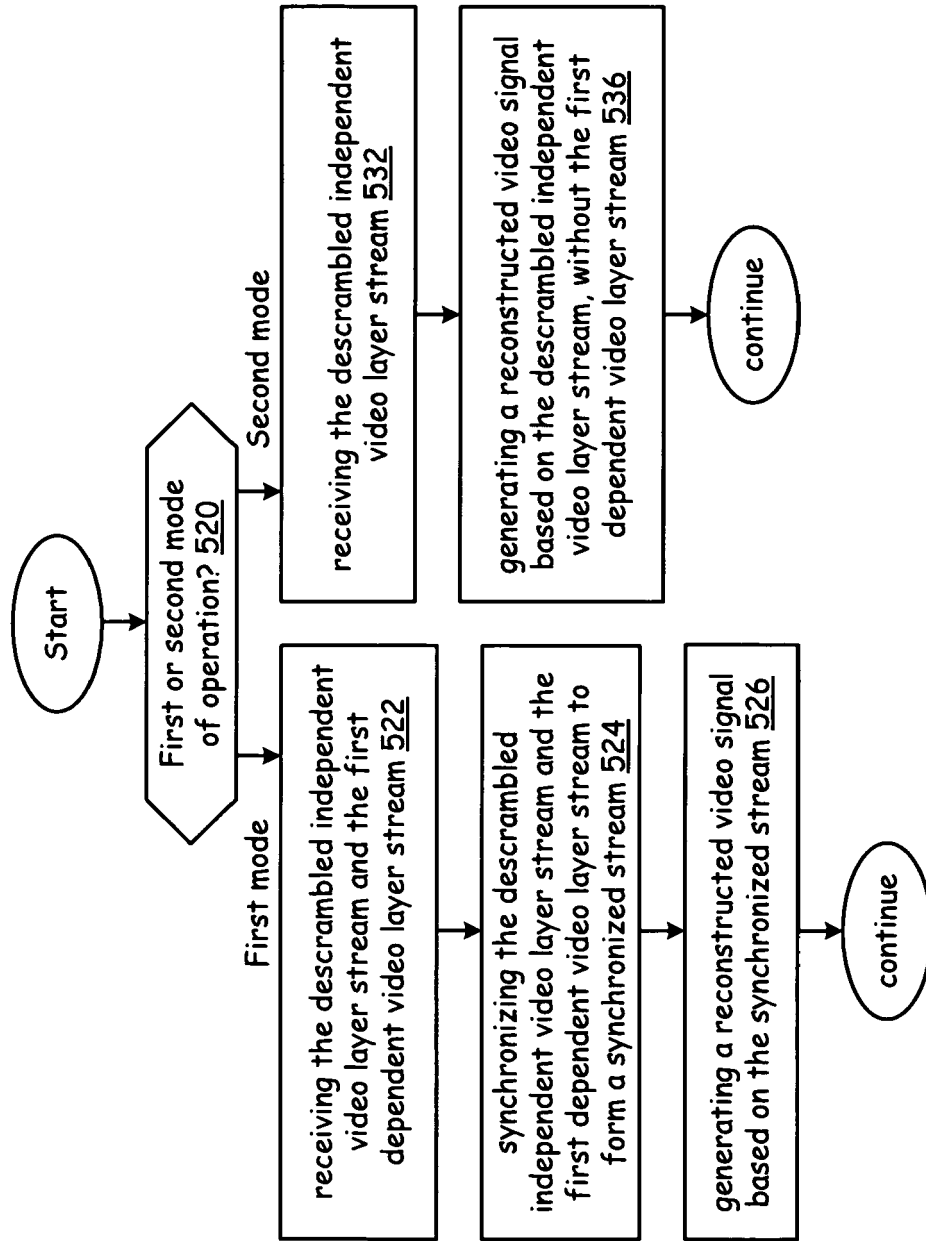 Start
First or second mode
of operation? 520
First mode
receiving the descrambled independent
video layer stream and the first
dependent video layer stream 522
synchronizing the descrambled
independent video layer stream and the
first dependent video layer stream to
form a synchronized stream 524
generating a reconstructed video signal
based on the synchronized stream 526
continue
Second mode
receiving the descrambled independent
video layer stream 532
generating a reconstructed video signal
based on the descrambled independent
video layer stream, without the first
dependent video layer stream 536
continue